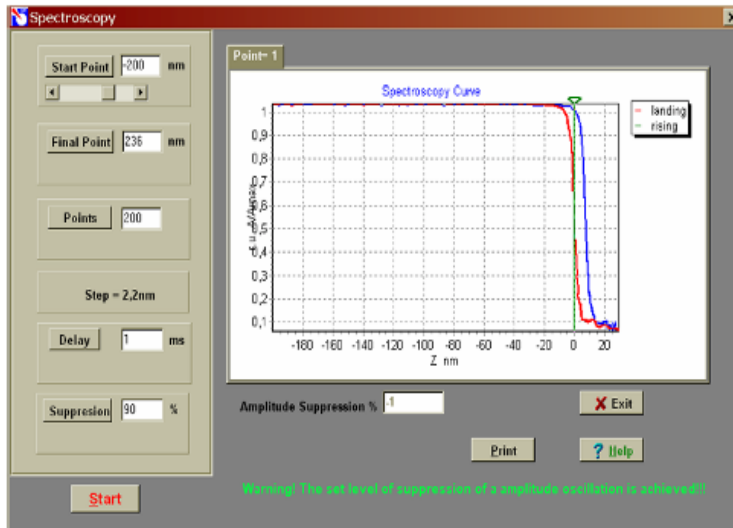 Spectroscopy
Start Point -200 nm
Final Point 236 nm
Points 200
Step = 2,2nm
Delay 1 ms
Suppresion 90 %
Start
Point= 1
Spectroscopy Curve
1
0,9
0,8
0,7
0,6
0,5
0,4
0,3
0,2
0,1
-180 -160 -140 -120 -100 -80 -60 -40 -20 0 20
Z nm
landing
rising
Amplitude Suppression % -1
Exit
Print
? Help
Warning! The set level of suppression of a amplitude oscillation is achieved!!!